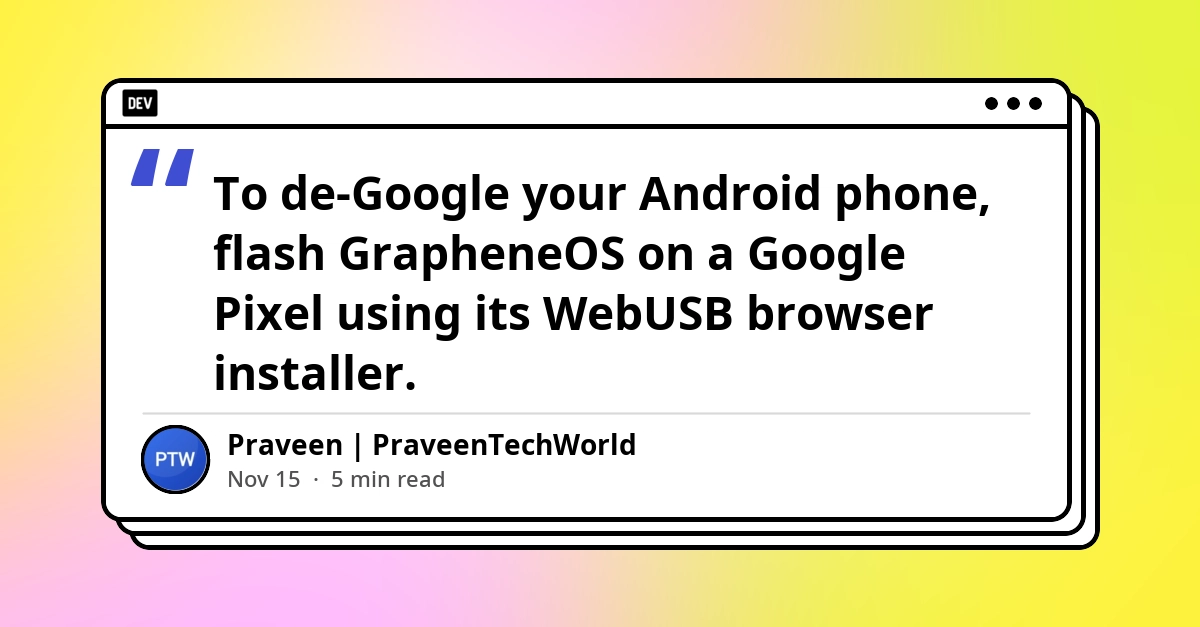 DEV
“ To de-Google your Android phone,
flash GrapheneOS on a Google
Pixel using its WebUSB browser
installer.
PTW
Praveen | PraveenTechWorld
Nov 15 · 5 min read